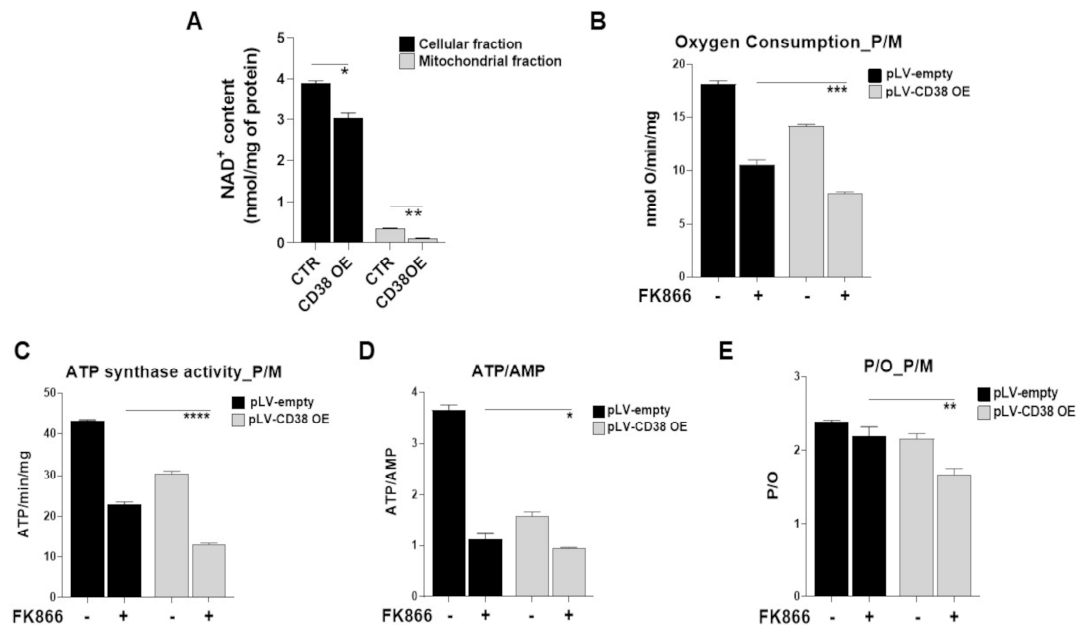 A
Cellular fraction
Mitochondrial fraction
NAD+ content
(nmol/mg of protein)
5
4
3
2
1
0
*
**
CTR
CD38 OE
CTR
CD38OE
B
Oxygen Consumption_P/M
pLV-empty
pLV-CD38 OE
nmol O/min/mg
20
15
10
5
0
***
FK866 - + - +
C
ATP synthase activity_P/M
pLV-empty
pLV-CD38 OE
ATP/min/mg
50
40
30
20
10
0
****
FK866 - + - +
D
ATP/AMP
pLV-empty
pLV-CD38 OE
ATP/AMP
4
3
2
1
0
*
FK866 - + - +
E
P/O_P/M
pLV-empty
pLV-CD38 OE
P/O
3
2
1
0
**
FK866 - + - +